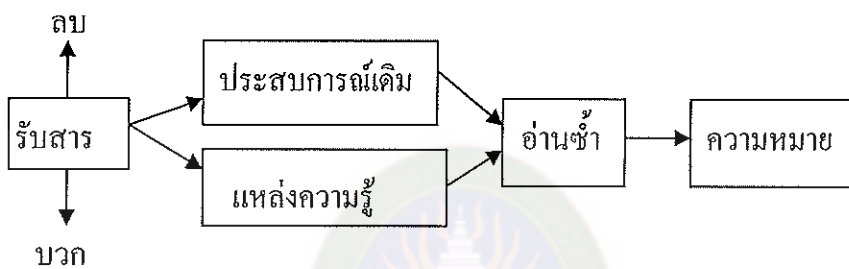 ลบ
ประสบการณ์เดิม
รับสาร
อ่านซ้ำ
ความหมาย
แหล่งความรู้
บวก